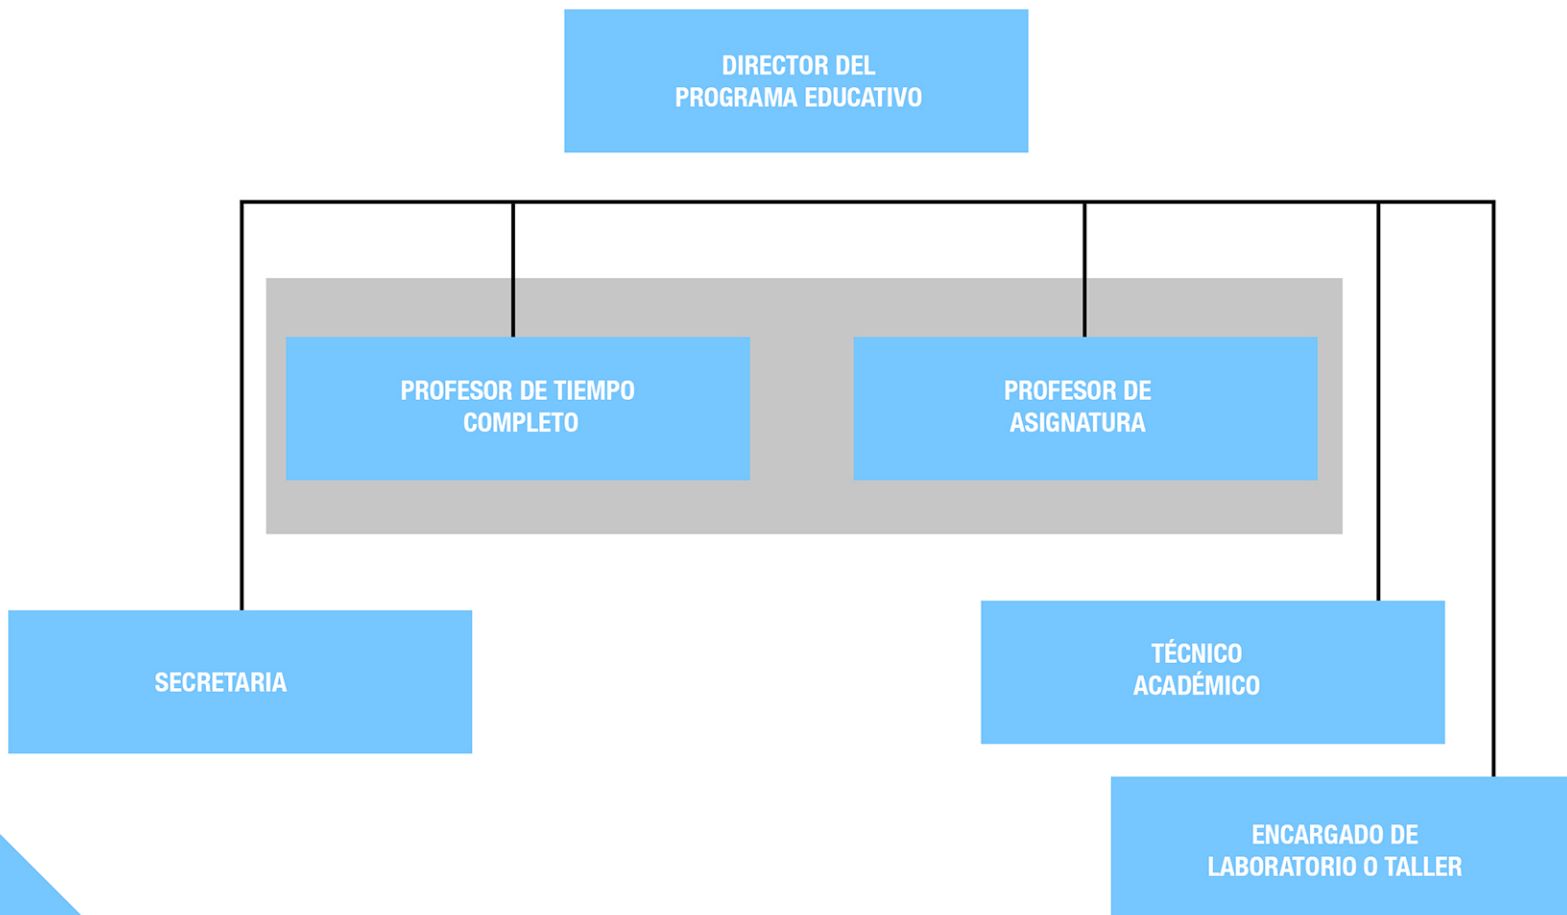 DIRECTOR DEL
PROGRAMA EDUCATIVO
PROFESOR DE TIEMPO
COMPLETO
PROFESOR DE
ASIGNATURA
SECRETARIA
TÉCNICO
ACADÉMICO
ENCARGADO DE
LABORATORIO O TALLER